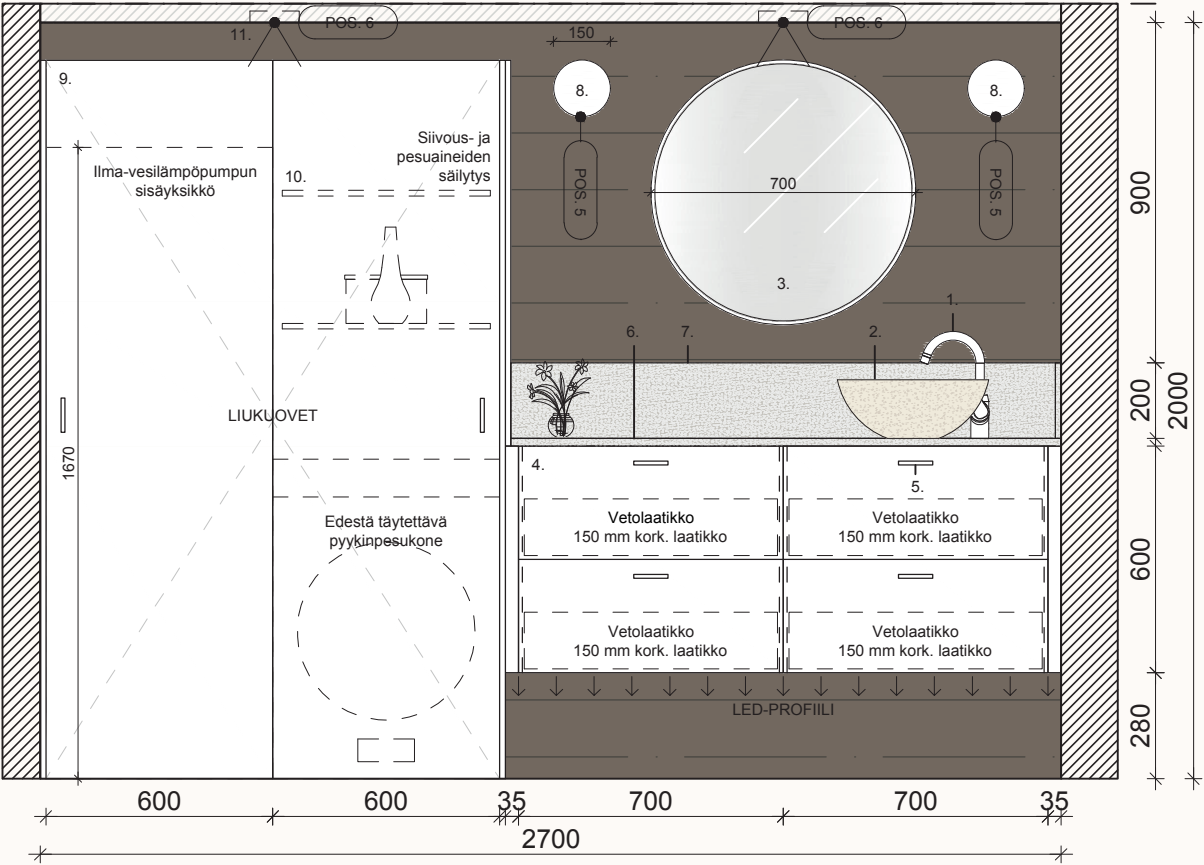 POS. 6
POS. 6
11.
150
9.
8.
8.
Siivous- ja
pesuaineiden
säilytys
Ilma-vesilämpöpumpun
sisäyksikkö
10.
POS. 5
700
POS. 5
900
3.
1.
6.
7.
2.
LIUKUOVET
200
2000
1670
4.
5.
Edestä täytettävä
pyykinpesukone
Vetolaatikko
150 mm kork. laatikko
Vetolaatikko
150 mm kork. laatikko
600
Vetolaatikko
150 mm kork. laatikko
Vetolaatikko
150 mm kork. laatikko
LED-PROFIILI
280
600
600
35
700
700
35
2700